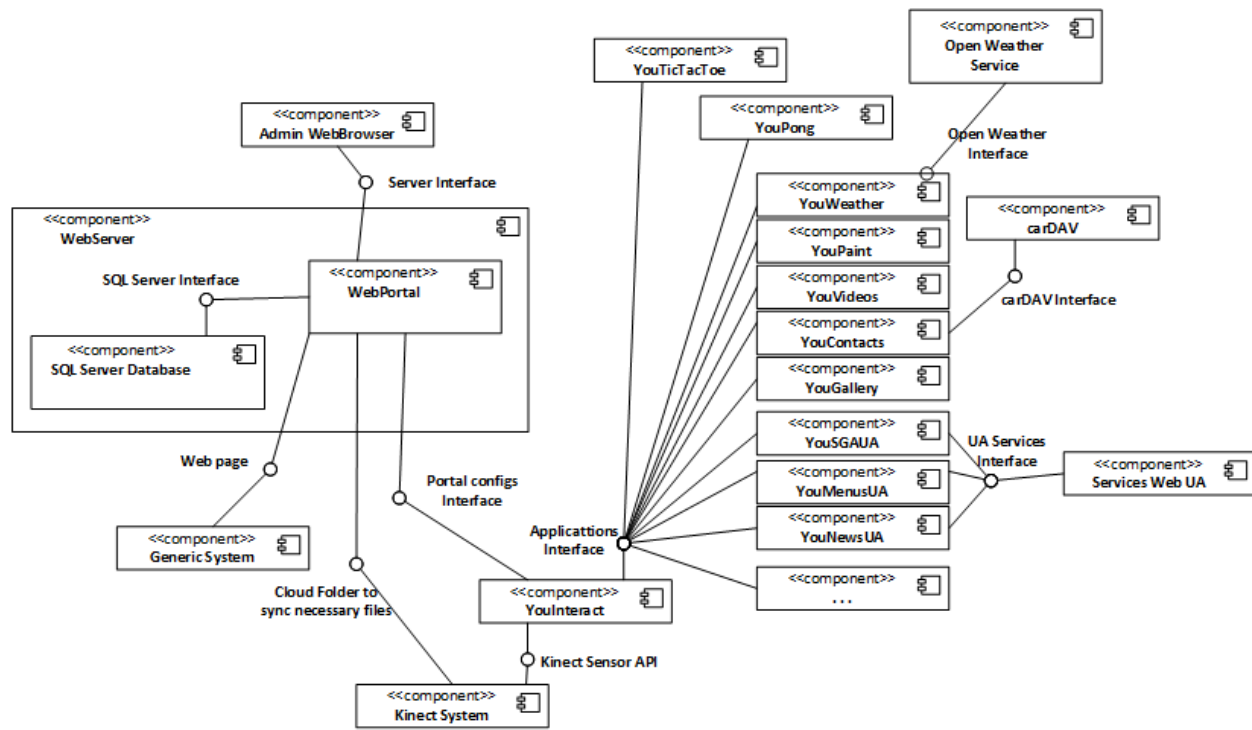 <<component>>
YouTicTacToe
<<component>>
Open Weather
Service
<<component>>
Admin WebBrowser
<<component>>
YouPong
Open Weather
Interface
Server Interface
<<component>>
YouWeather
<<component>>
carDAV
<<component>>
WebServer
<<component>>
YouPaint
SQL Server Interface
<<component>>
WebPortal
<<component>>
YouVideos
carDAV Interface
<<component>>
YouContacts
<<component>>
SQL Server Database
<<component>>
YouGallery
<<component>>
YouSGAUA
UA Services
Interface
Web page
<<component>>
YouMenusUA
<<component>>
Services Web UA
Portal configs
Interface
<<component>>
YouNewsUA
Applicattions
Interface
<<component>>
Generic System
<<component>>
...
Cloud Folder to
sync necessary files
<<component>>
YouInteract
Kinect Sensor API
<<component>>
Kinect System